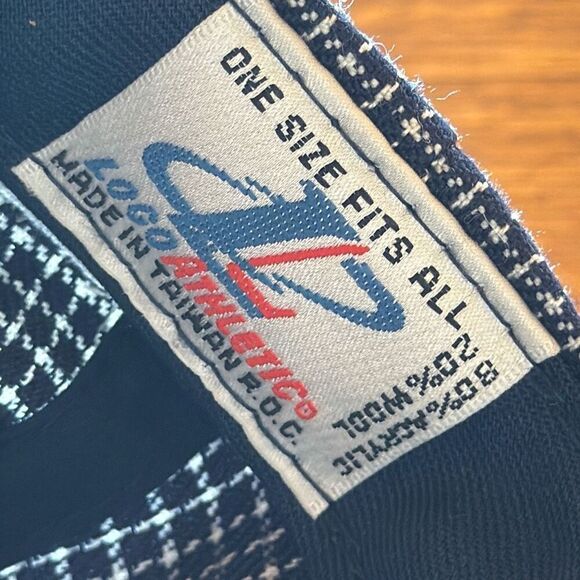 ONE SIZE FITS ALL
LOGO ATHLETIC®
MADE IN TAIWAN R.O.C.
80%ACRYLIC
20%WOOL